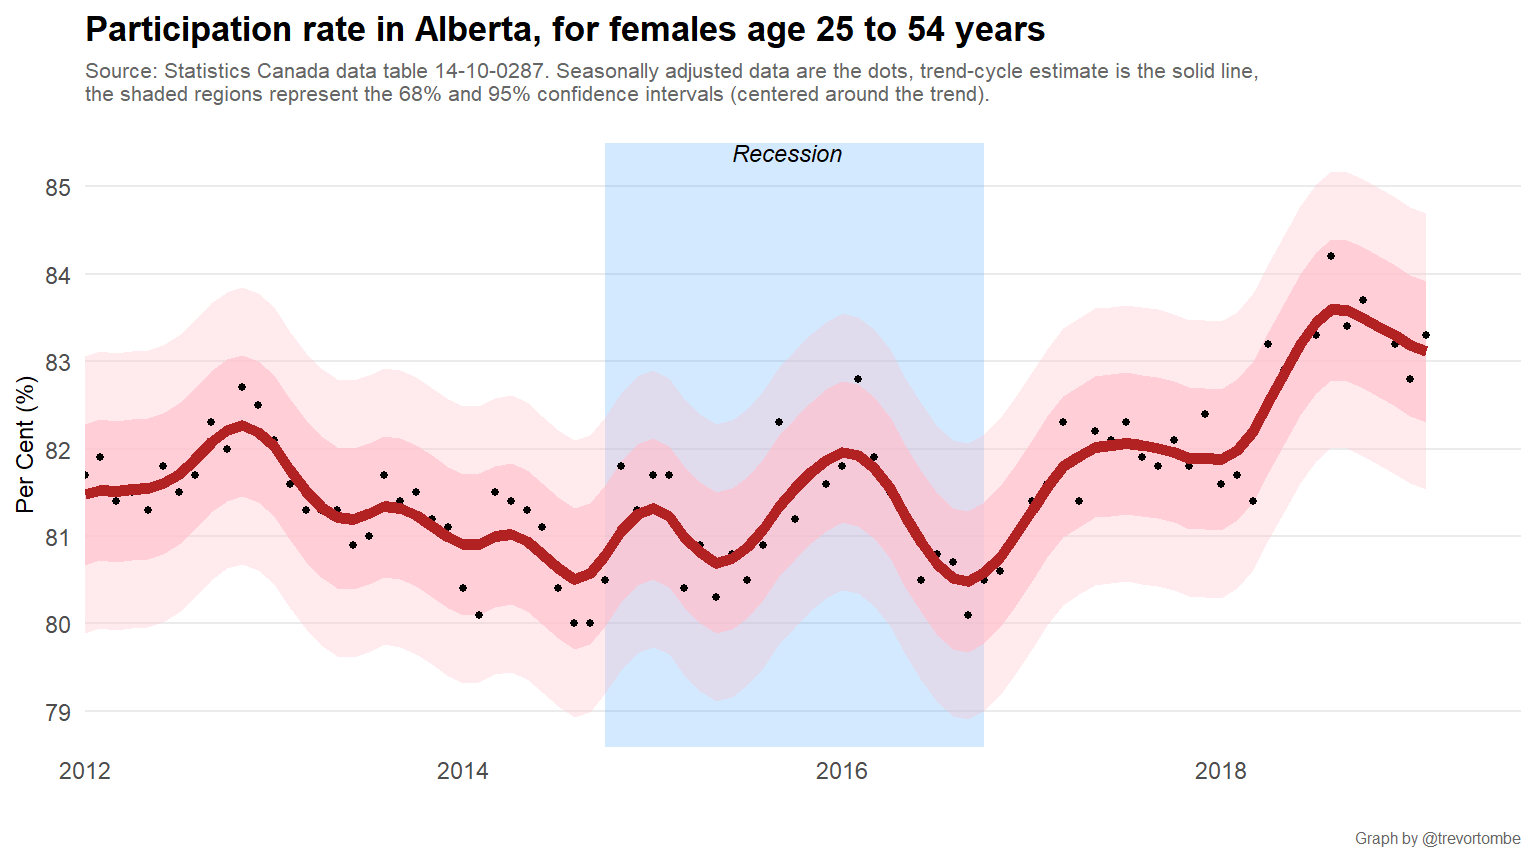 Participation rate in Alberta, for females age 25 to 54 years
Source: Statistics Canada data table 14-10-0287. Seasonally adjusted data are the dots, trend-cycle estimate is the solid line,
the shaded regions represent the 68% and 95% confidence intervals (centered around the trend).
Recession
85
84
83
82
81
80
79
Per Cent (%)
2012
2014
2016
2018
Graph by @trevortombe